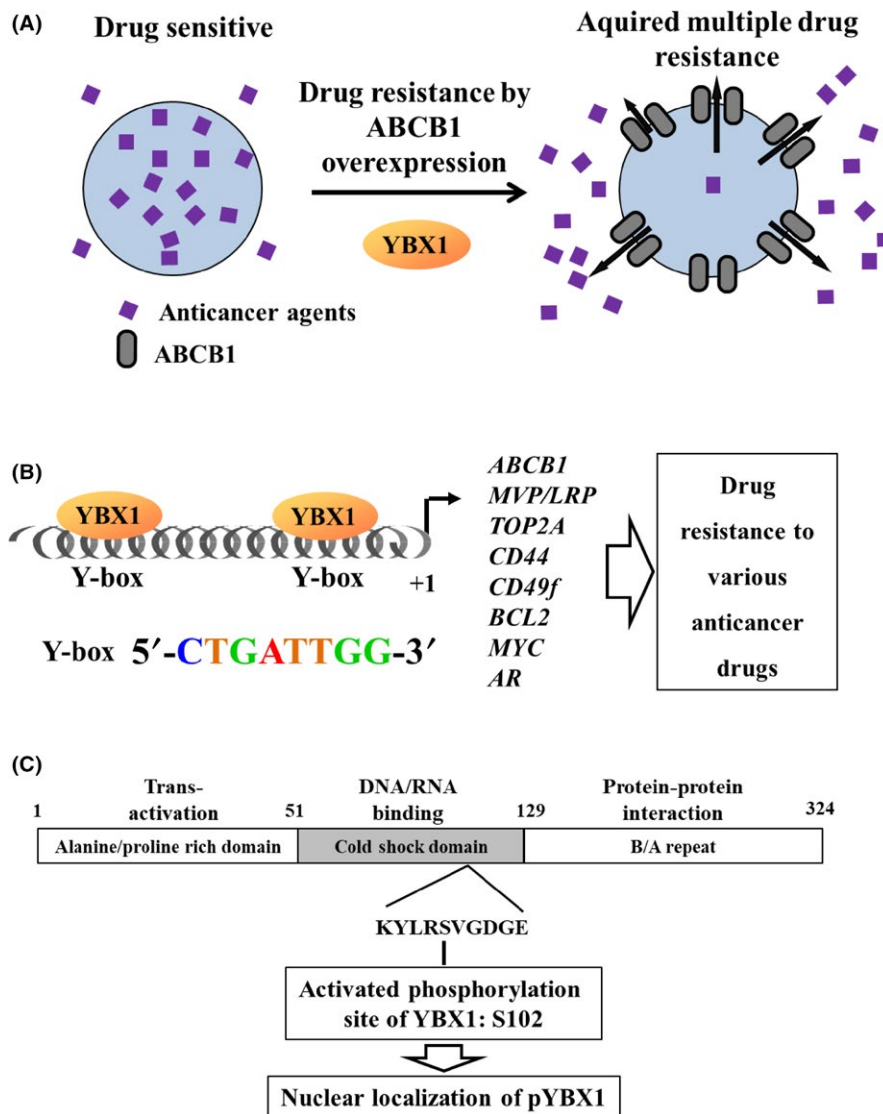 (A)
Drug sensitive
Aquired multiple drug
resistance
Drug resistance by
ABCB1
overexpression
YBX1
Anticancer agents
ABCB1
(B)
YBX1
YBX1
Y-box
Y-box
+1
Y-box 5′-CTGATTGG-3′
ABCB1
MVP/LRP
TOP2A
CD44
CD49f
BCL2
MYC
AR
Drug
resistance to
various
anticancer
drugs
(C)
Trans-
activation
DNA/RNA
binding
Protein-protein
interaction
1
51
129
324
Alanine/proline rich domain
Cold shock domain
B/A repeat
KYLRSVGDGE
Activated phosphorylation
site of YBX1: S102
Nuclear localization of pYBX1